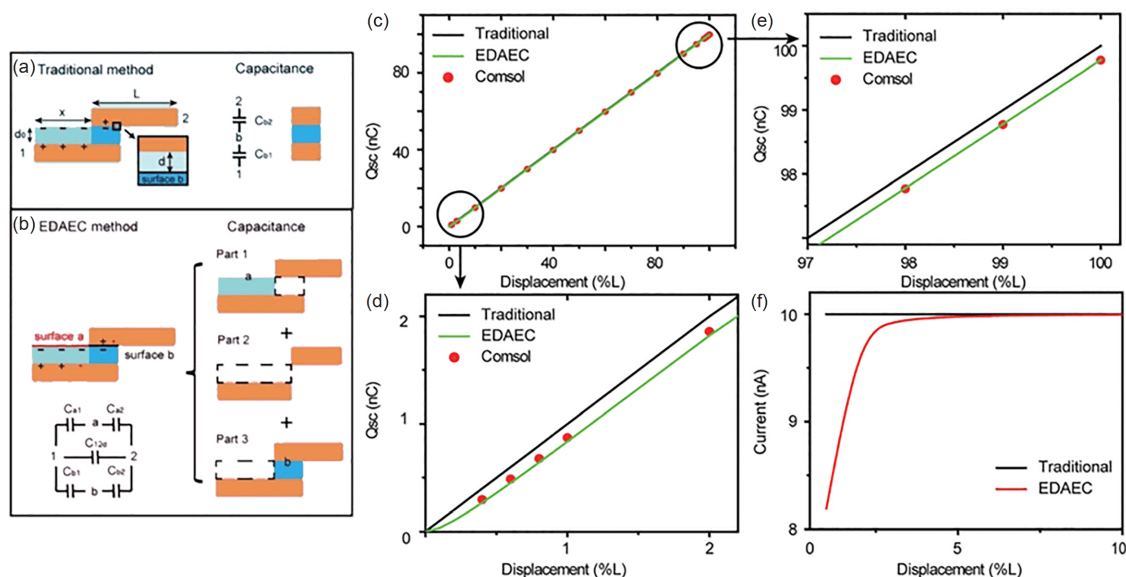 (a)
Traditional method
Capacitance
x
L
2
d₀
1
d
surface b
2
Cb2
b
Cb1
1
(b)
EDAEC method
Capacitance
Part 1
a
+
Part 2
surface a
surface b
+
Part 3
b
Ca1 a Ca2
1 C12d 2
Cb1 b Cb2
(c)
Traditional
EDAEC
Comsol
Qsc (nC)
80
40
0
0 40 80
Displacement (%L)
(d)
Traditional
EDAEC
Comsol
Qsc (nC)
2
1
0
1 2
Displacement (%L)
(e)
Traditional
EDAEC
Comsol
Qsc (nC)
100
99
98
97 98 99 100
Displacement (%L)
(f)
Current (nA)
10
9
8
Traditional
EDAEC
0 5 10
Displacement (%L)